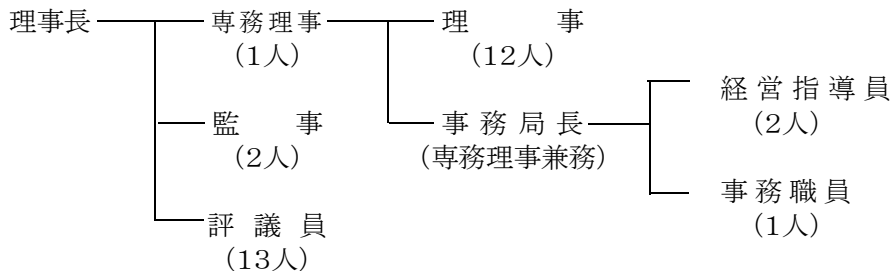 理事長
専務理事
(1人)
理事
(12人)
経営指導員
(2人)
監事
(2人)
事務局長
(専務理事兼務)
事務職員
(1人)
評議員
(13人)